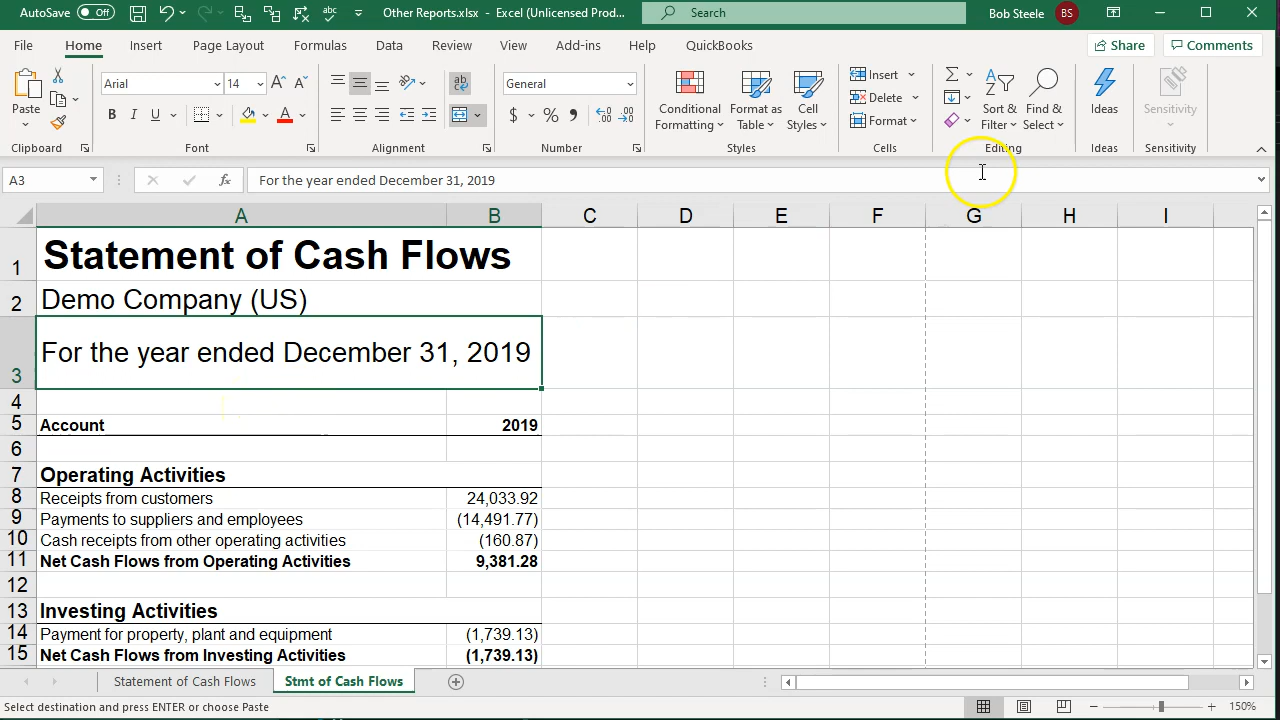 AutoSave Off Other Reports.xlsx - Excel (Unlicensed Prod... Search Bob Steele BS
File Home Insert Page Layout Formulas Data Review View Add-ins Help QuickBooks Share Comments
Arial 14 General Insert
Paste B I U A $ % 9 Conditional Formatting Format as Table Cell Styles Delete Format Sort & Filter Find & Select Ideas Sensitivity
Clipboard Font Alignment Number Styles Cells Editing Ideas Sensitivity
A3 fx For the year ended December 31, 2019
A B C D E F G H I
1 Statement of Cash Flows
2 Demo Company (US)
3 For the year ended December 31, 2019
4
5 Account 2019
6
7 Operating Activities
8 Receipts from customers 24,033.92
9 Payments to suppliers and employees (14,491.77)
10 Cash receipts from other operating activities (160.87)
11 Net Cash Flows from Operating Activities 9,381.28
12
13 Investing Activities
14 Payment for property, plant and equipment (1,739.13)
15 Net Cash Flows from Investing Activities (1,739.13)
Statement of Cash Flows Stmt of Cash Flows
Select destination and press ENTER or choose Paste 150%